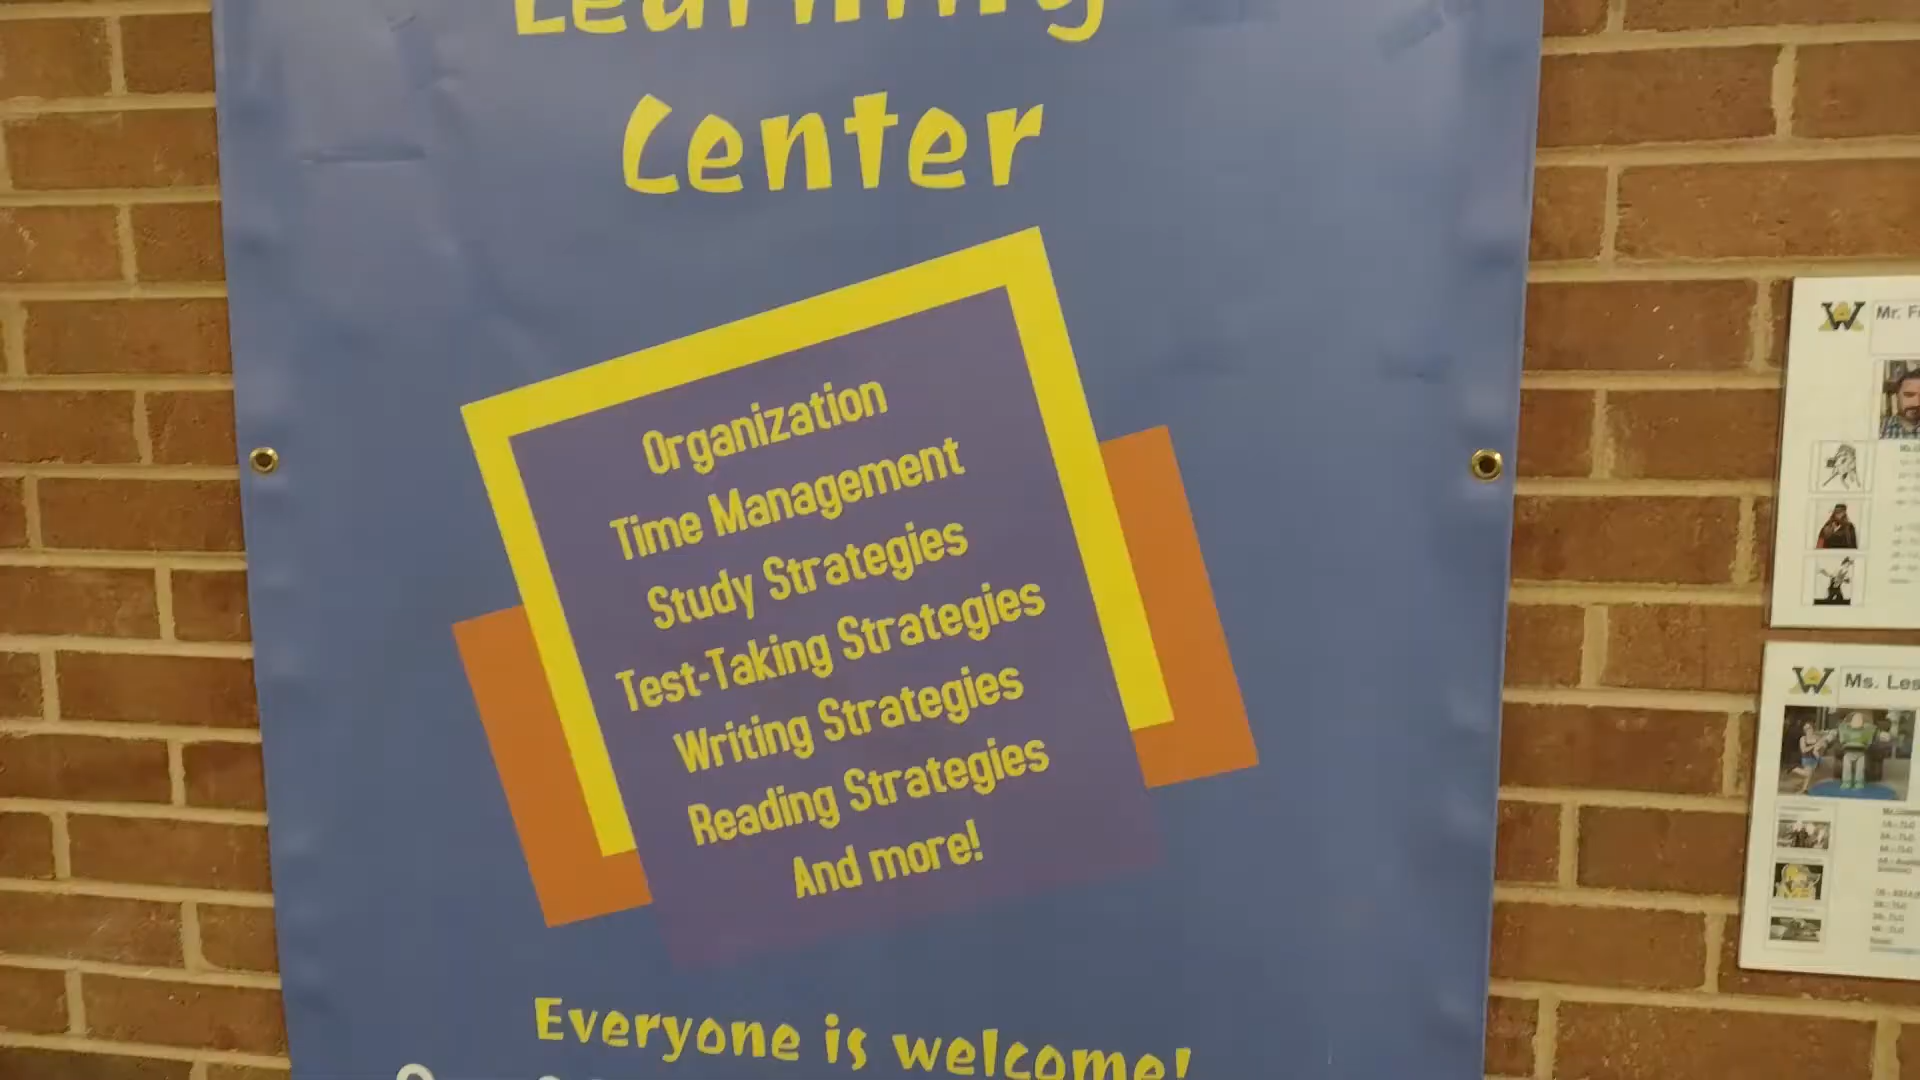 Learning
Center
Organization
Time Management
Study Strategies
Test-Taking Strategies
Writing Strategies
Reading Strategies
And more!
Everyone is welcome!
Mr.
Ms.